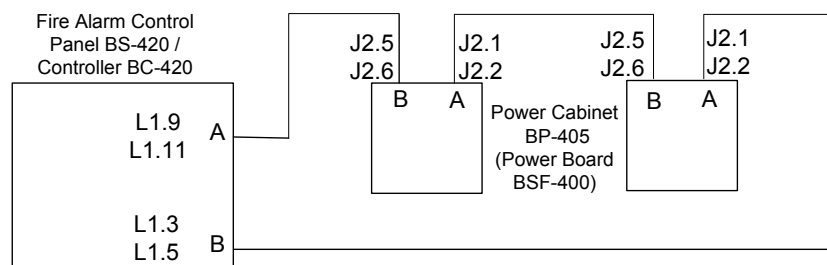 Fire Alarm Control
Panel BS-420 /
Controller BC-420
L1.9
L1.11
A
L1.3
L1.5
B
J2.5
J2.6
J2.1
J2.2
B
A
Power Cabinet
BP-405
(Power Board
BSF-400)
J2.5
J2.6
J2.1
J2.2
B
A